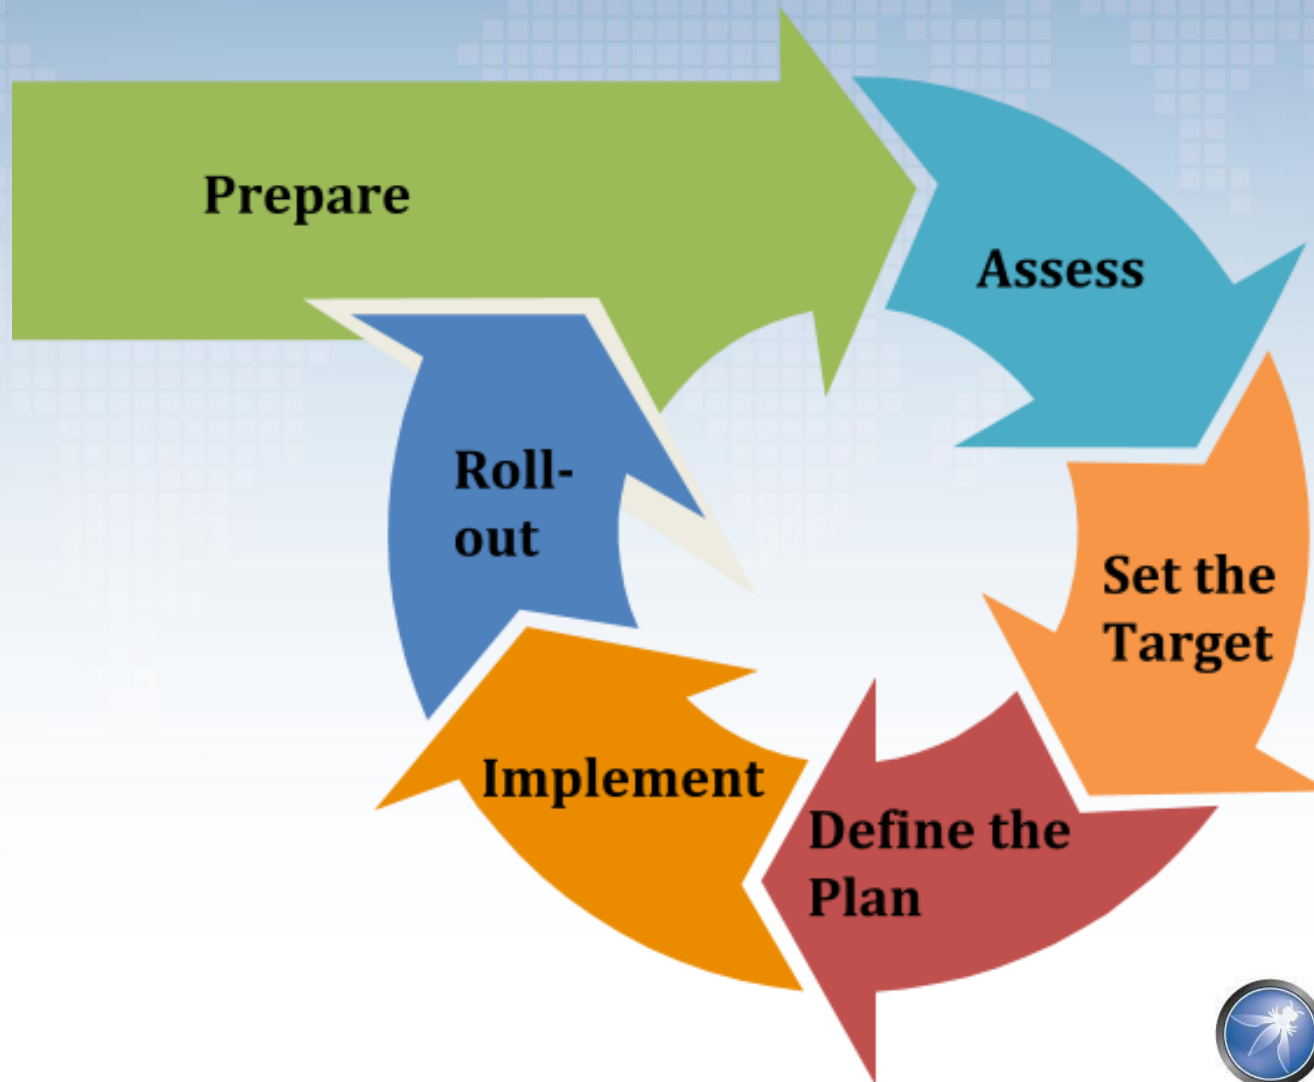 Prepare
Assess
Set the
Target
Define the
Plan
Implement
Roll-
out